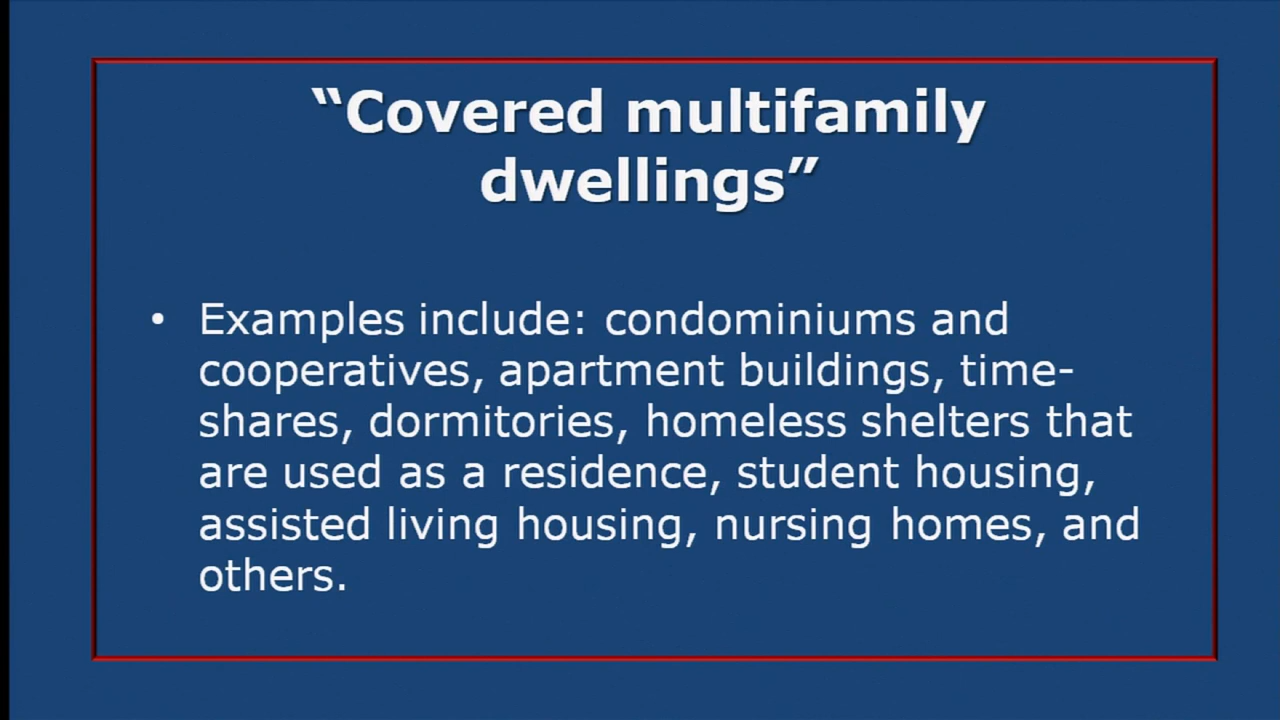 “Covered multifamily
dwellings”
• Examples include: condominiums and
cooperatives, apartment buildings, time-
shares, dormitories, homeless shelters that
are used as a residence, student housing,
assisted living housing, nursing homes, and
others.